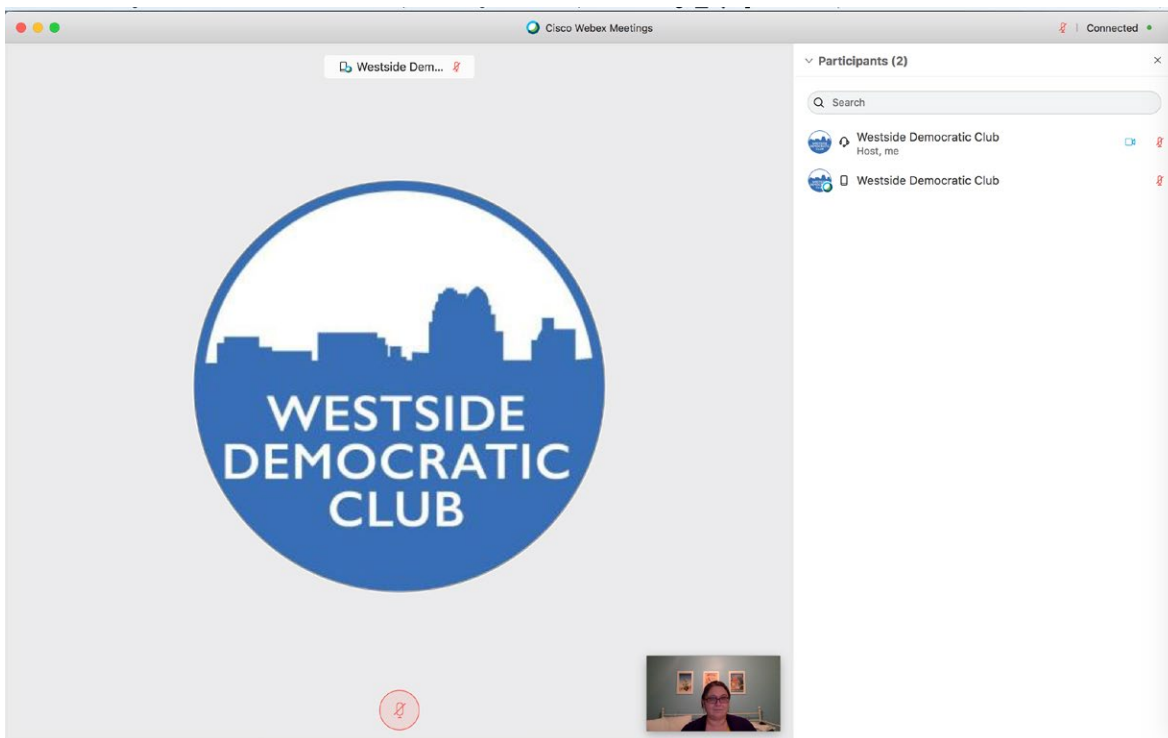 Cisco Webex Meetings
Connected
Westside Dem...
Participants (2)
Search
Westside Democratic Club
Host, me
Westside Democratic Club
WESTSIDE
DEMOCRATIC
CLUB